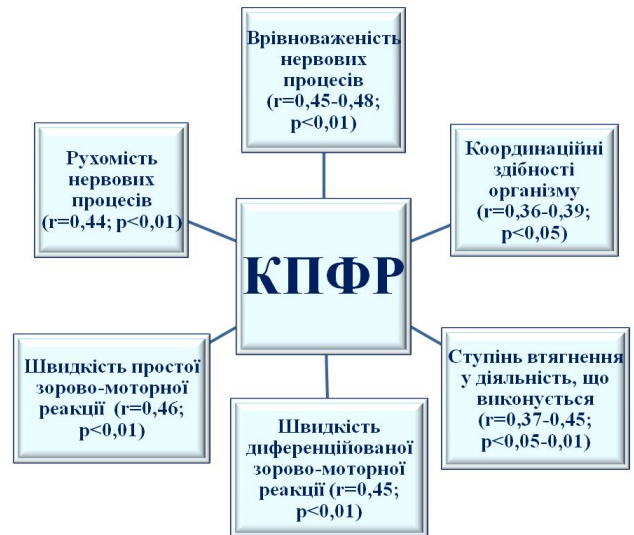 Врівноваженість
нервових
процесів
(r=0,45-0,48;
p<0,01)
Рухомість
нервових
процесів
(r=0,44; p<0,01)
Координаційні
здібності
організму
(r=0,36-0,39;
p<0,05)
КПФР
Швидкість простої
зорово-моторної
реакції (r=0,46;
p<0,01)
Швидкість
диференційованої
зорово-моторної
реакції (r=0,45;
p<0,01)
Ступінь втягнення
у діяльність, що
виконується
(r=0,37-0,45;
p<0,05-0,01)